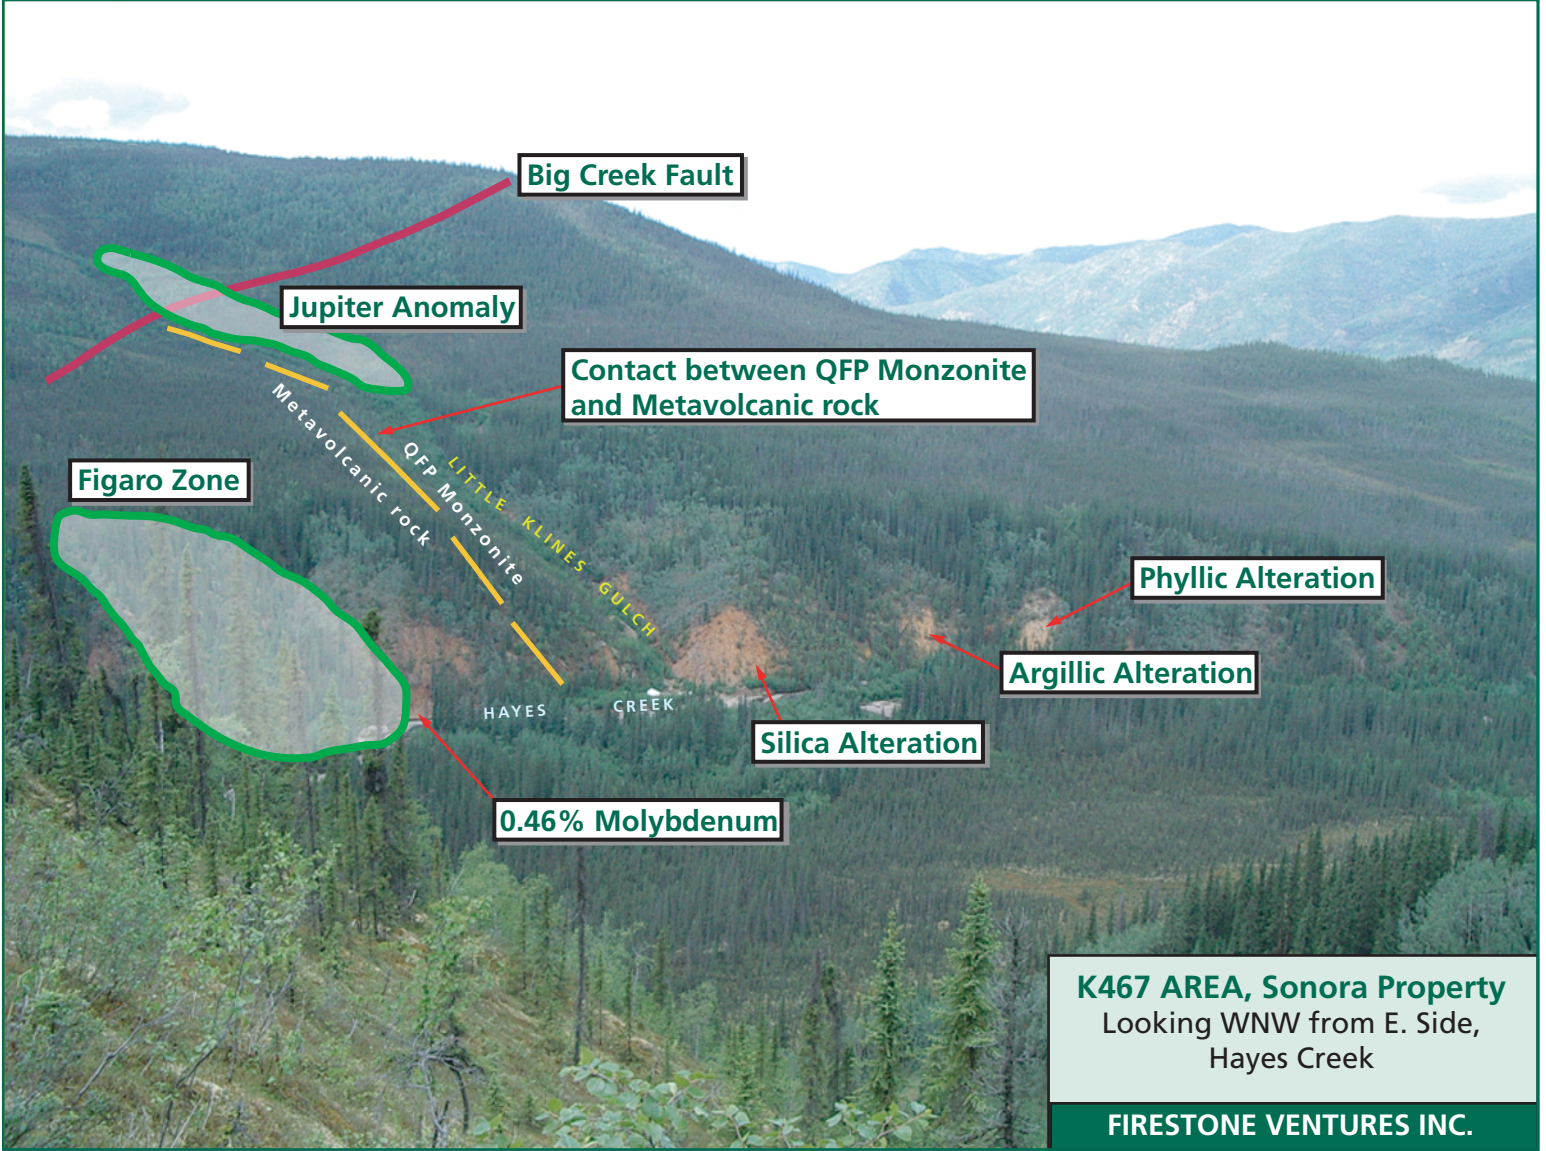 Big Creek Fault
Jupiter Anomaly
Contact between QFP Monzonite
and Metavolcanic rock
Metavolcanic rock
QFP Monzonite
LITTLE KLINES GULCH
Figaro Zone
Phyllic Alteration
Argillic Alteration
HAYES CREEK
Silica Alteration
0.46% Molybdenum
K467 AREA, Sonora Property
Looking WNW from E. Side,
Hayes Creek
FIRESTONE VENTURES INC.